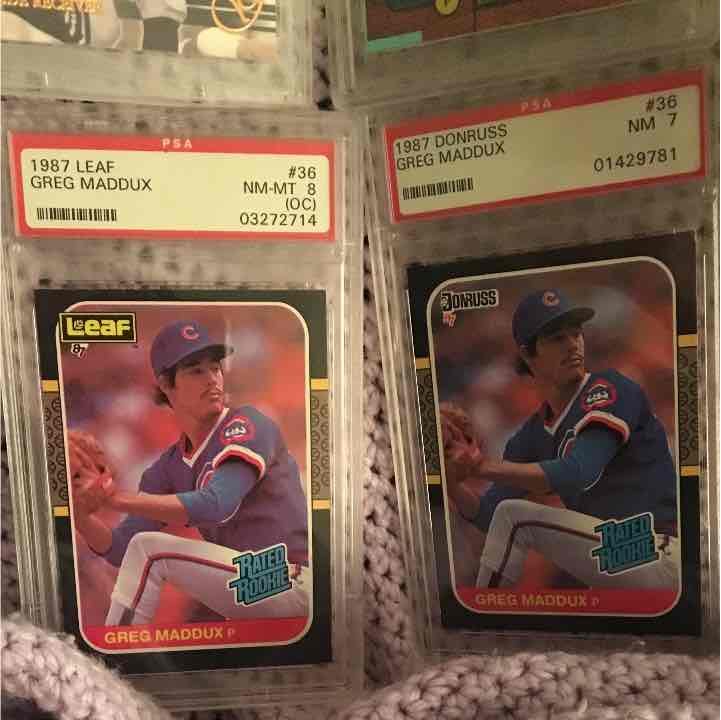 PSA
1987 LEAF #36
GREG MADDUX NM-MT 8
(OC)
03272714
Leaf
87
C
RATED
ROOKIE
GREG MADDUX P
PSA
1987 DONRUSS #36
GREG MADDUX NM 7
01429781
DONRUSS
'87
C
RATED
ROOKIE
GREG MADDUX P